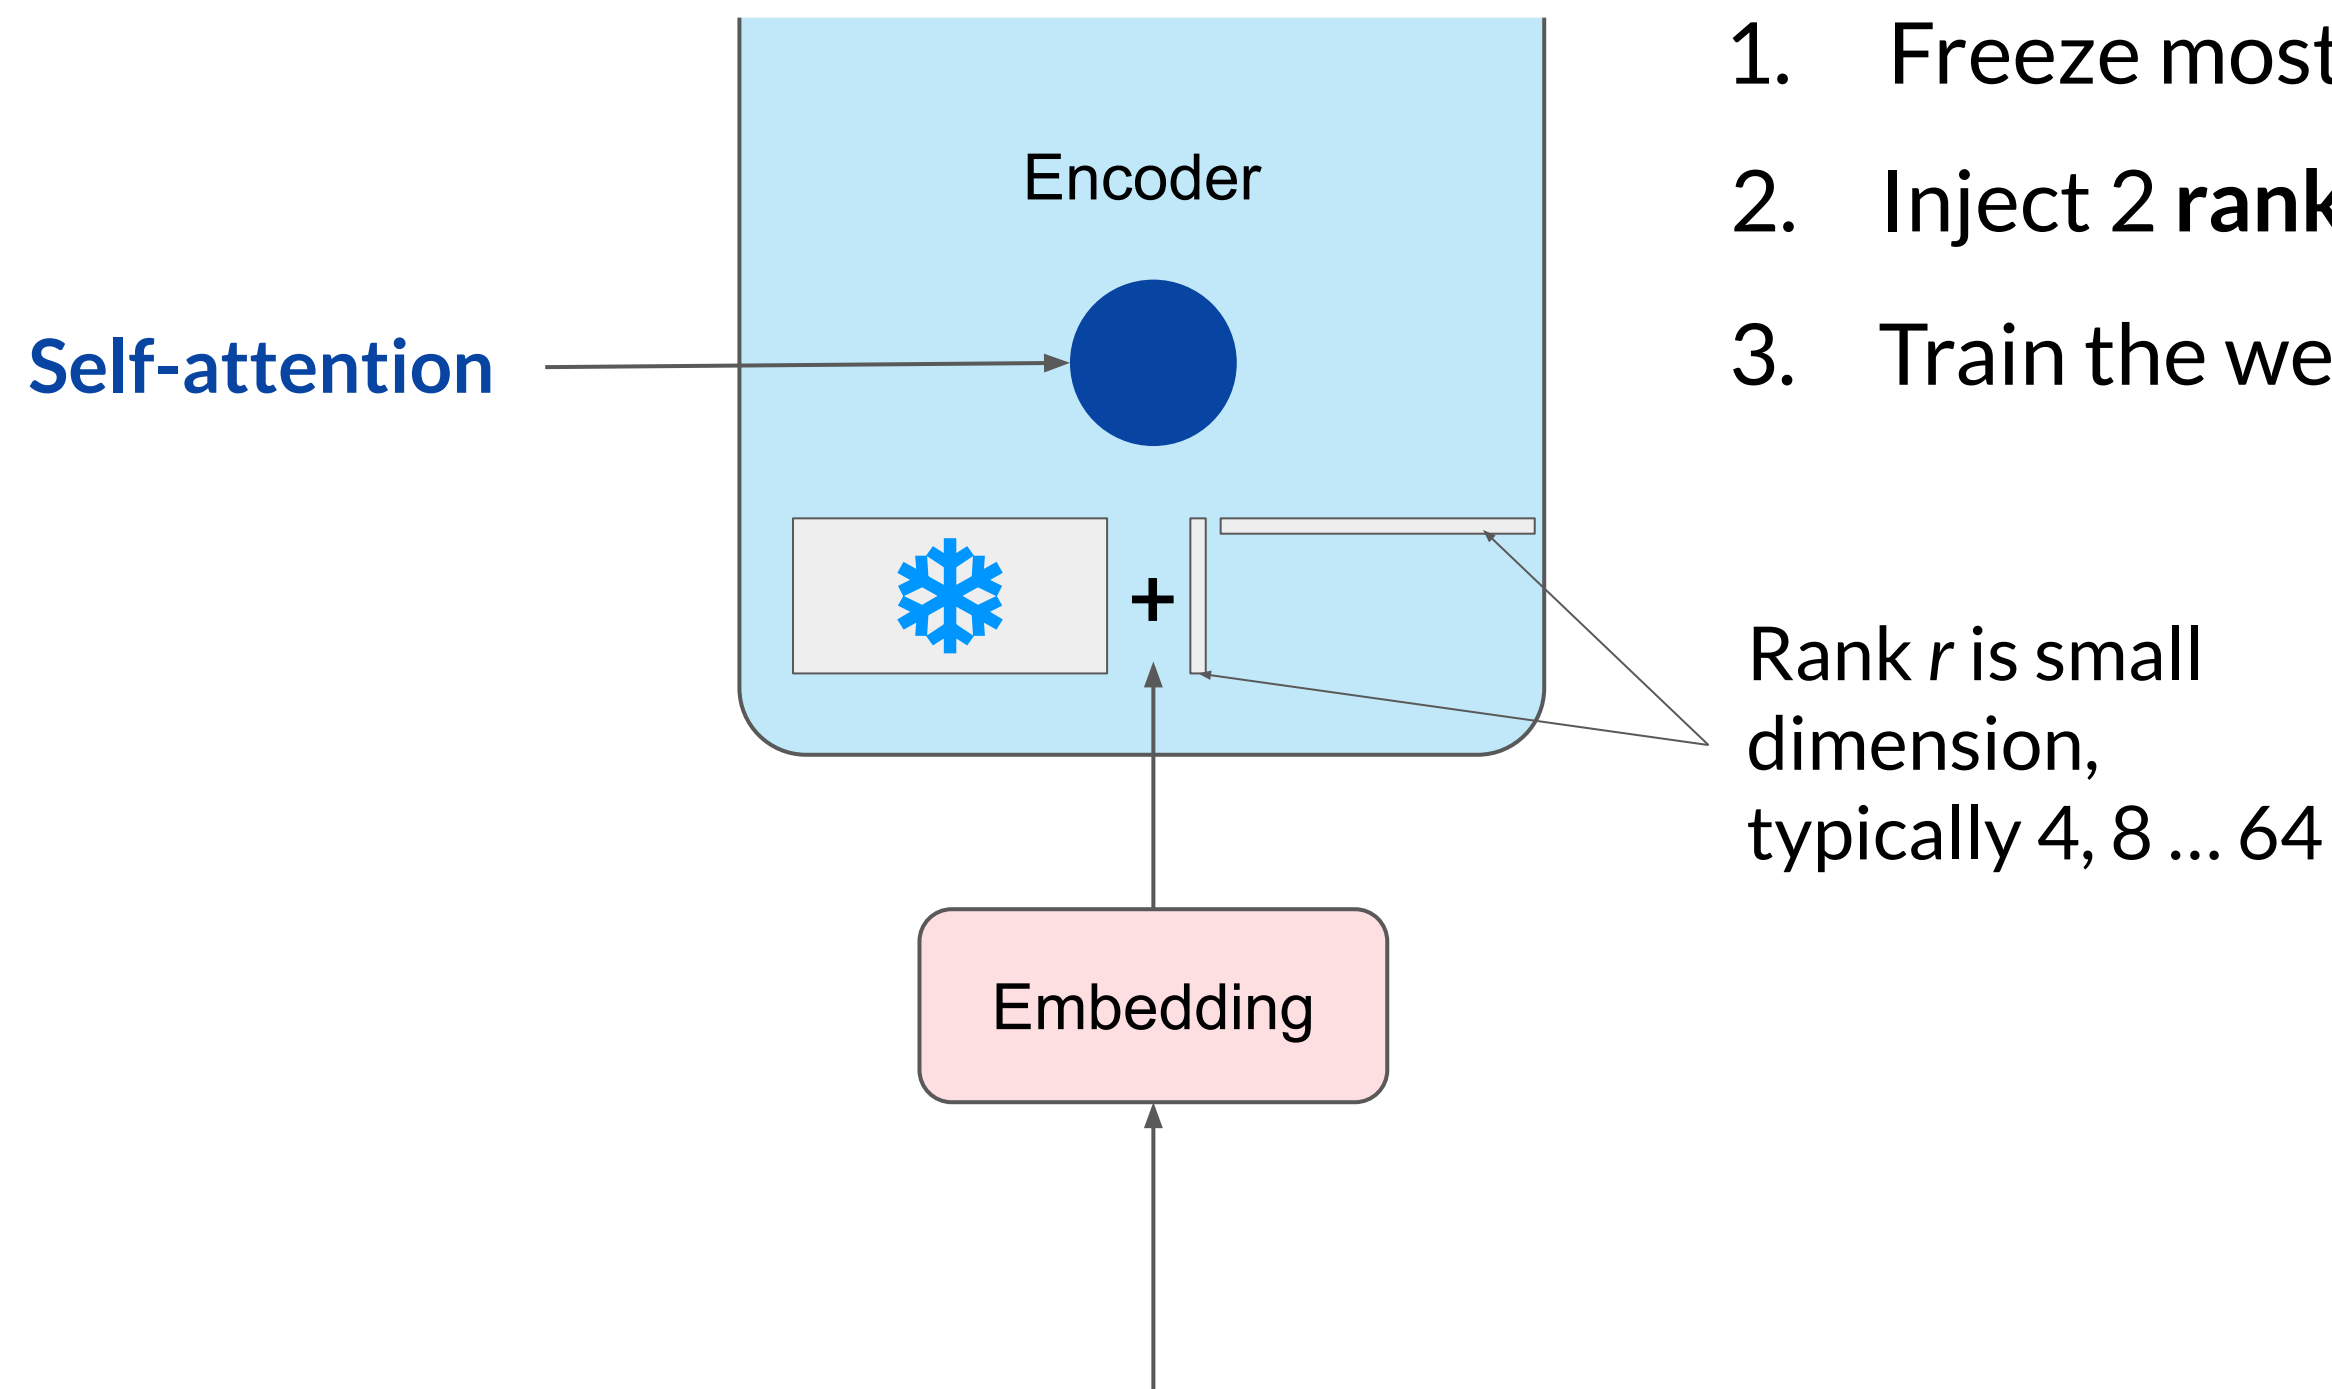 1. Freeze most
2. Inject 2 rank
3. Train the we
Encoder
Self-attention
+
Rank r is small
dimension,
typically 4, 8 ... 64
Embedding